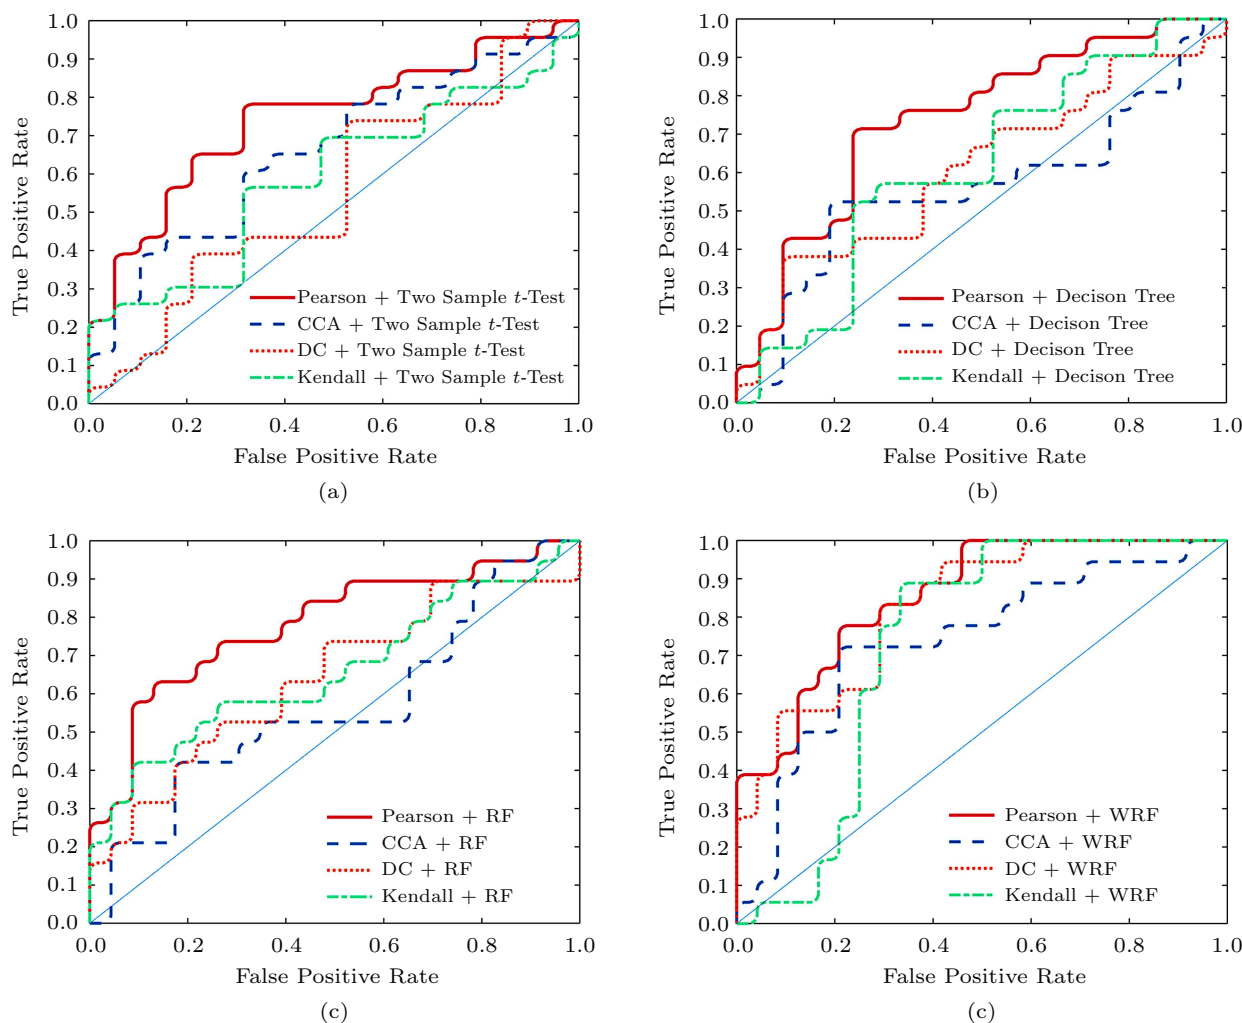 1.0
0.9
0.8
0.7
0.6
0.5
0.4
0.3
0.2
0.1
0.0
True Positive Rate
Pearson + Two Sample t-Test
CCA + Two Sample t-Test
DC + Two Sample t-Test
Kendall + Two Sample t-Test
0.0 0.2 0.4 0.6 0.8 1.0
False Positive Rate
(a)
1.0
0.9
0.8
0.7
0.6
0.5
0.4
0.3
0.2
0.1
0.0
True Positive Rate
Pearson + Decison Tree
CCA + Decison Tree
DC + Decison Tree
Kendall + Decison Tree
0.0 0.2 0.4 0.6 0.8 1.0
False Positive Rate
(b)
1.0
0.9
0.8
0.7
0.6
0.5
0.4
0.3
0.2
0.1
0.0
True Positive Rate
Pearson + RF
CCA + RF
DC + RF
Kendall + RF
0.0 0.2 0.4 0.6 0.8 1.0
False Positive Rate
(c)
1.0
0.9
0.8
0.7
0.6
0.5
0.4
0.3
0.2
0.1
0.0
True Positive Rate
Pearson + WRF
CCA + WRF
DC + WRF
Kendall + WRF
0.0 0.2 0.4 0.6 0.8 1.0
False Positive Rate
(c)